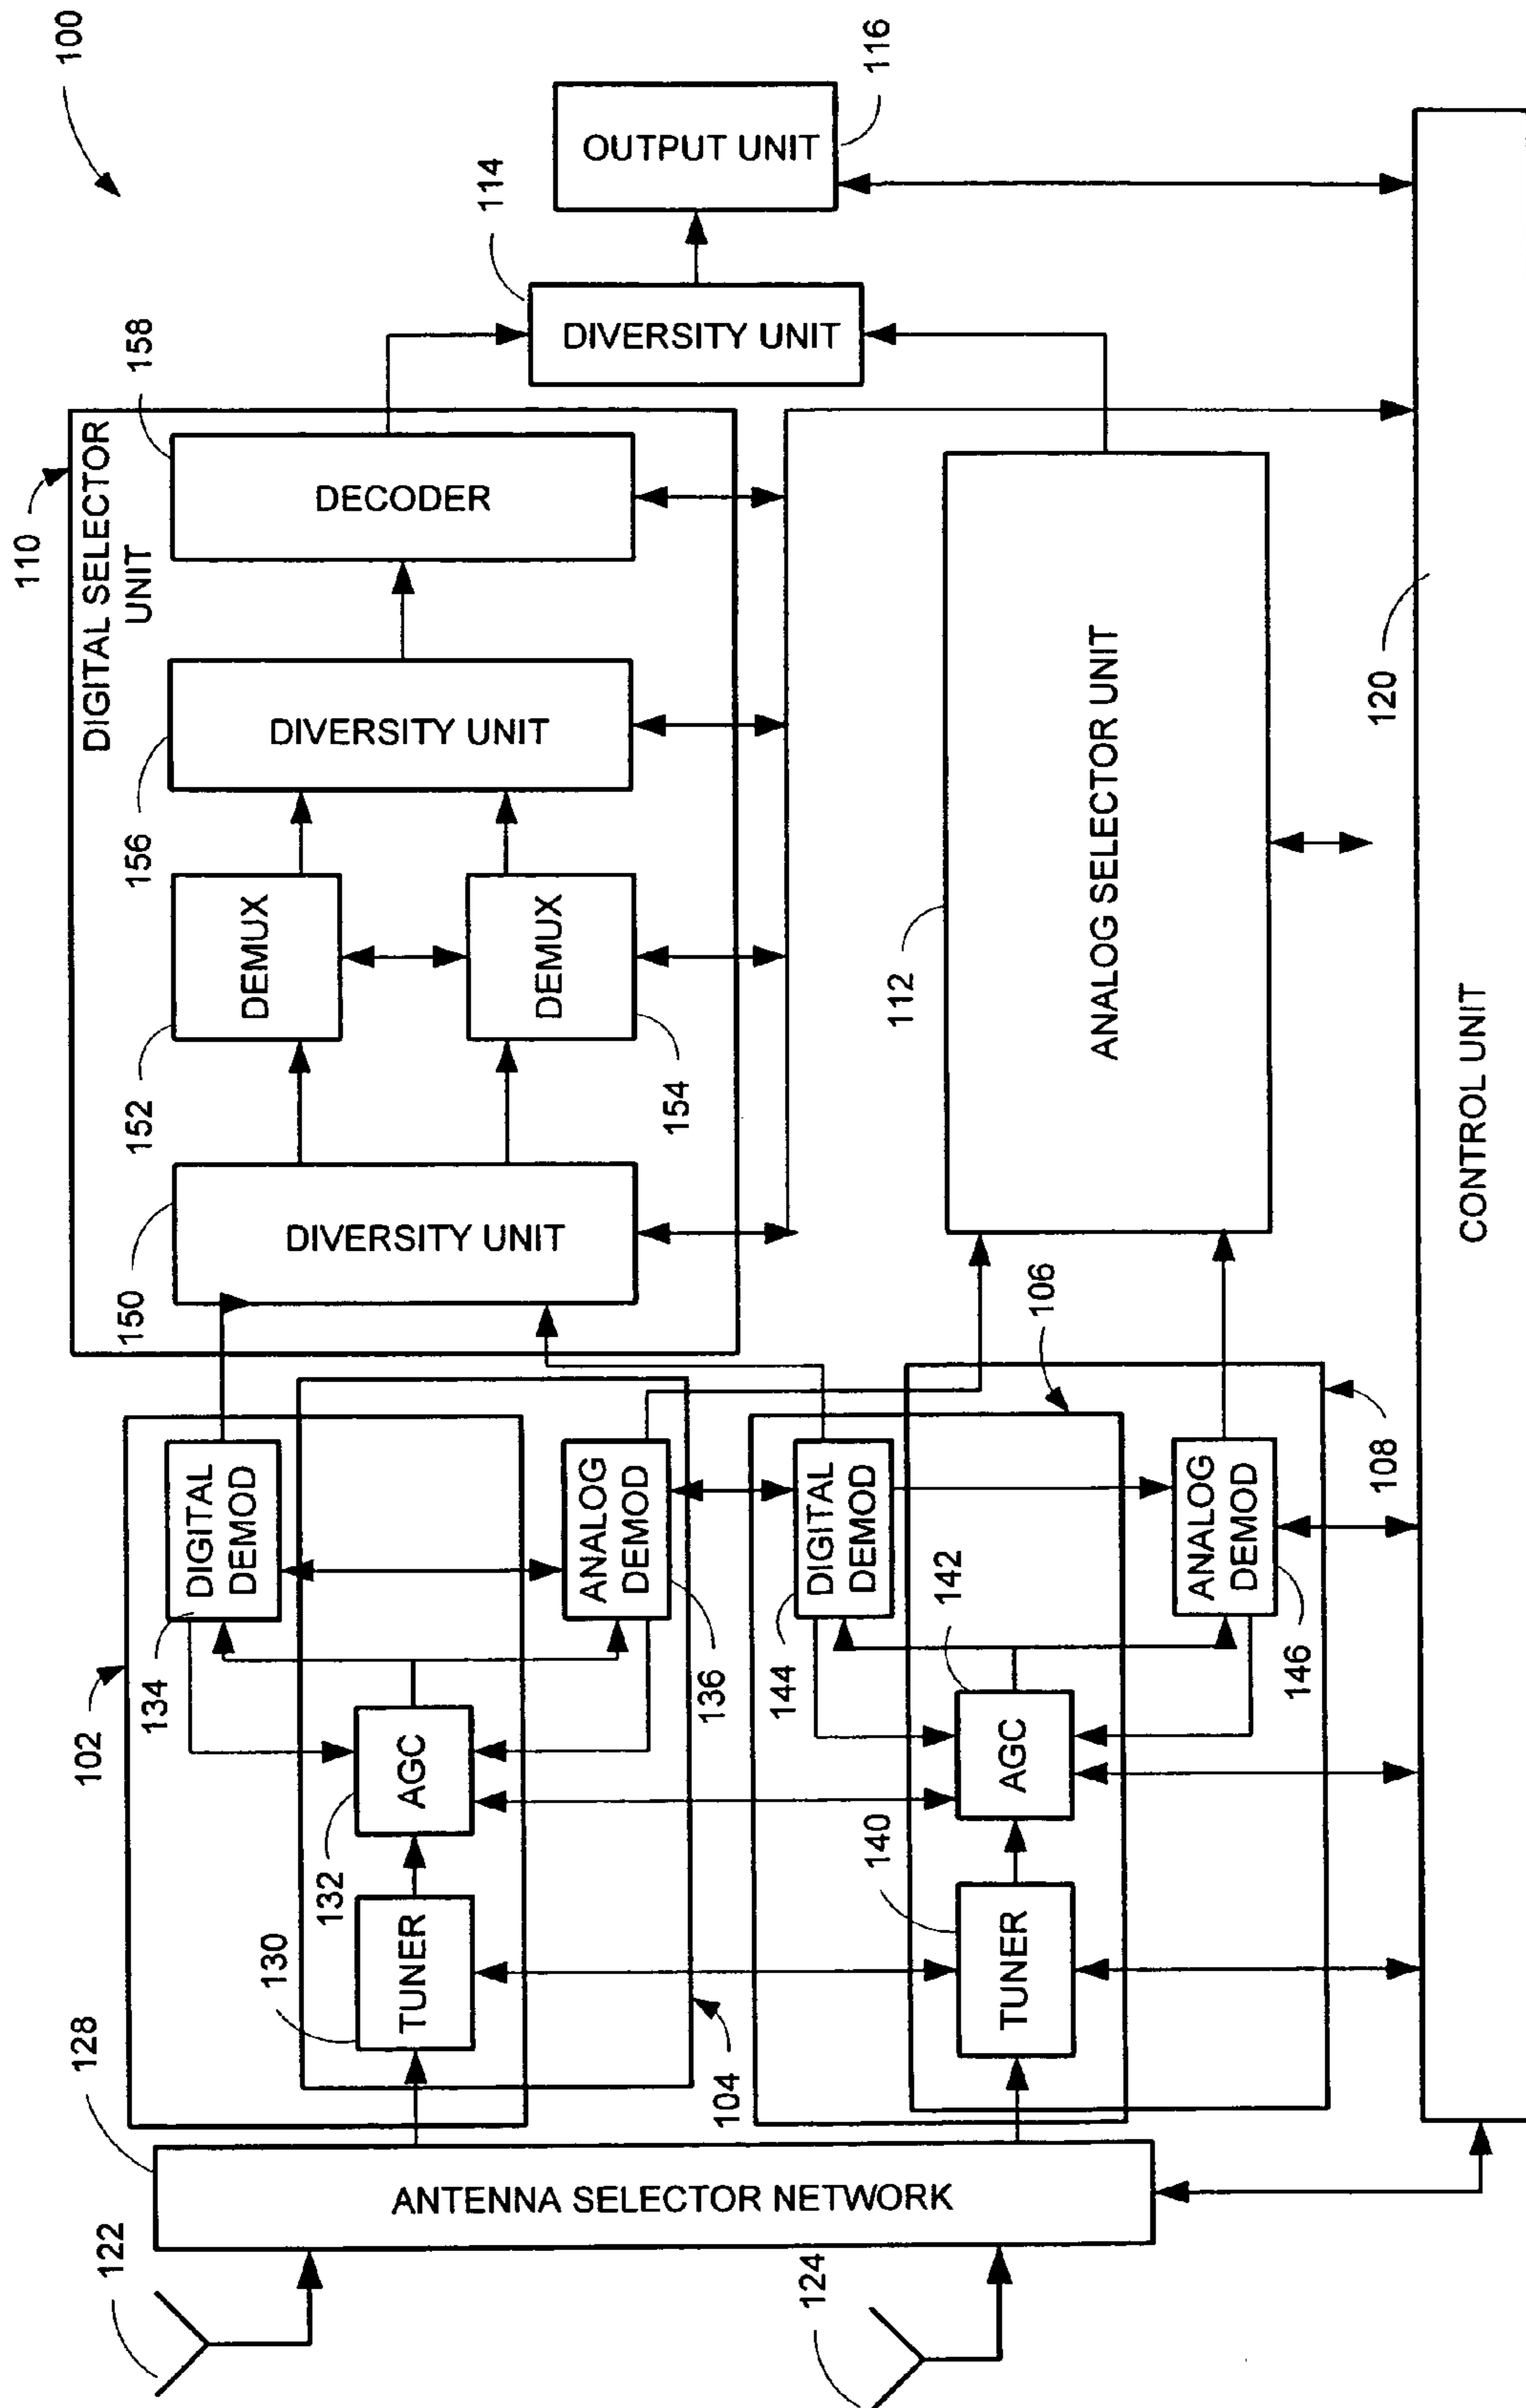 100
110
DIGITAL SELECTOR
UNIT
150
DIVERSITY UNIT
152
DEMUX
154
DEMUX
156
DIVERSITY UNIT
158
DECODER
114
DIVERSITY UNIT
OUTPUT UNIT
116
122
124
128
ANTENNA SELECTOR NETWORK
102
134
DIGITAL
DEMOD
130
TUNER
132
AGC
104
ANALOG
DEMOD
136
106
144
DIGITAL
DEMOD
140
TUNER
142
AGC
ANALOG
DEMOD
146
108
112
ANALOG SELECTOR UNIT
120
CONTROL UNIT